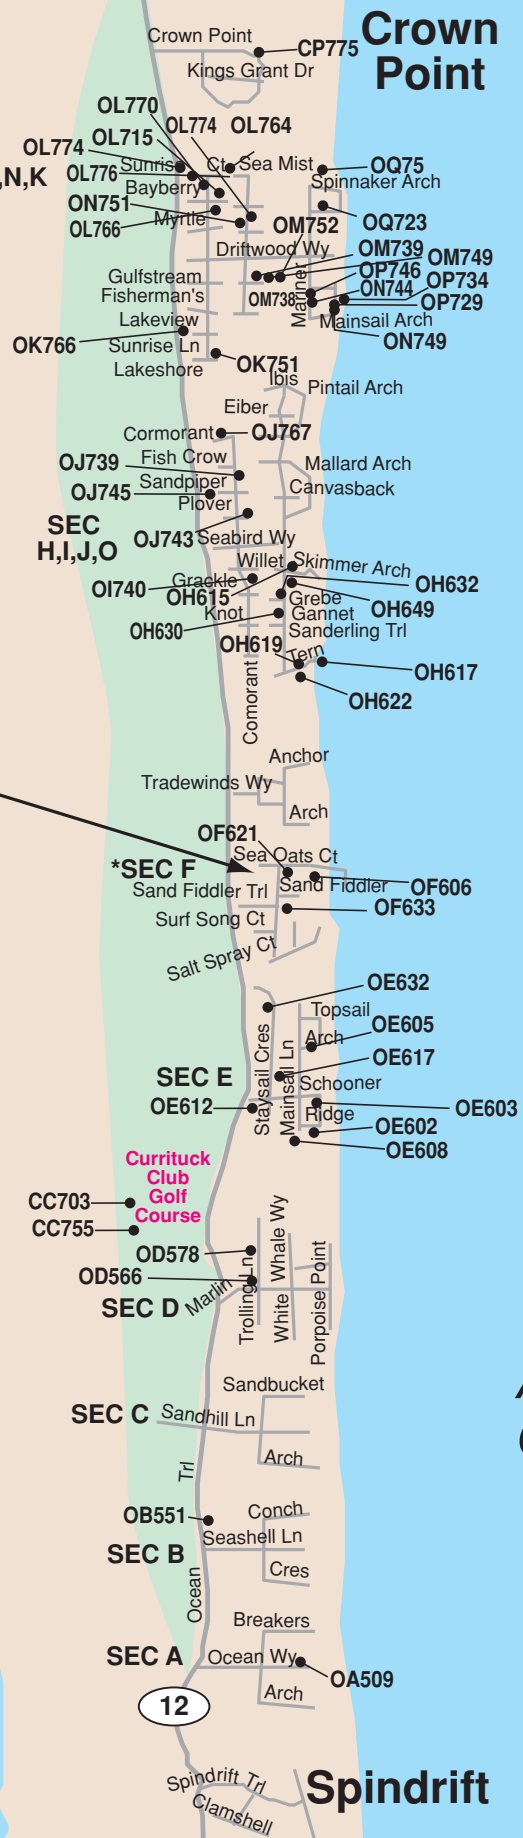 Crown
Point
Crown Point
CP775
Kings Grant Dr
OL770
OL715
OL774
OL764
OL774
Sunrise
Ct
Sea Mist
OQ75
,N,K
OL776
Bayberry
Spinnaker Arch
ON751
Myrtle
OM752
OQ723
OL766
Driftwood Wy
OM739
OM749
OP746
Gulfstream
ON744
OP734
Fisherman's
OM738
Mariner
OP729
Lakeview
Mainsail Arch
OK766
Sunrise Ln
ON749
Lakeshore
OK751
Ibis
Pintail Arch
Eiber
Cormorant
OJ767
Fish Crow
OJ739
Mallard Arch
Sandpiper
OJ745
Canvasback
Plover
SEC
H,I,J,O
OJ743
Seabird Wy
Willet
Skimmer Arch
Grackle
OI740
OH632
OH615
Grebe
OH649
Knot
Gannet
OH630
Sanderling Trl
OH619
Tern
OH617
OH622
Comorant
Anchor
Tradewinds Wy
Arch
OF621
Sea Oats Ct
*SEC F
Sand Fiddler Trl
Sand Fiddler
OF606
OF633
Surf Song Ct
Salt Spray Ct
OE632
Topsail
OE605
Arch
Staysail Cres
Mainsail Ln
OE617
SEC E
Schooner
OE612
OE603
Ridge
OE602
OE608
Currituck
Club
Golf
Course
CC703
CC755
OD578
OD566
Marlin
SEC D
Trolling Ln
White Whale Wy
Porpoise Point
Sandbucket
SEC C
Sandhill Ln
Arch
Trl
OB551
Conch
Seashell Ln
SEC B
Cres
Ocean
Breakers
SEC A
Ocean Wy
OA509
Arch
12
Spindrift Trl
Spindrift
Clamshell